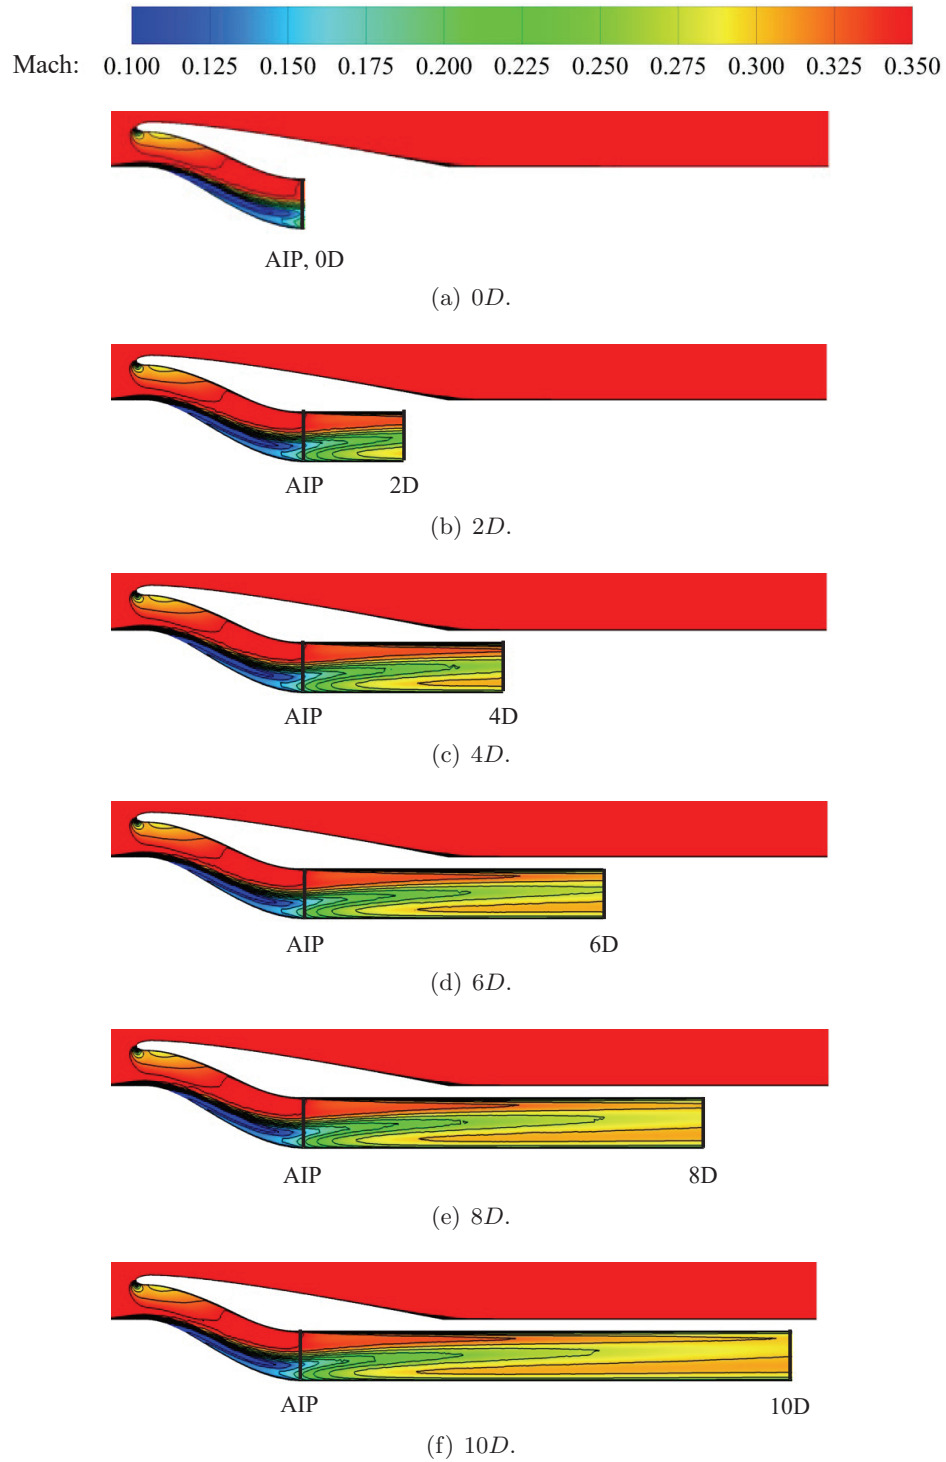 Mach: 0.100 0.125 0.150 0.175 0.200 0.225 0.250 0.275 0.300 0.325 0.350
AIP, 0D
(a) 0D.
AIP 2D
(b) 2D.
AIP 4D
(c) 4D.
AIP 6D
(d) 6D.
AIP 8D
(e) 8D.
AIP 10D
(f) 10D.